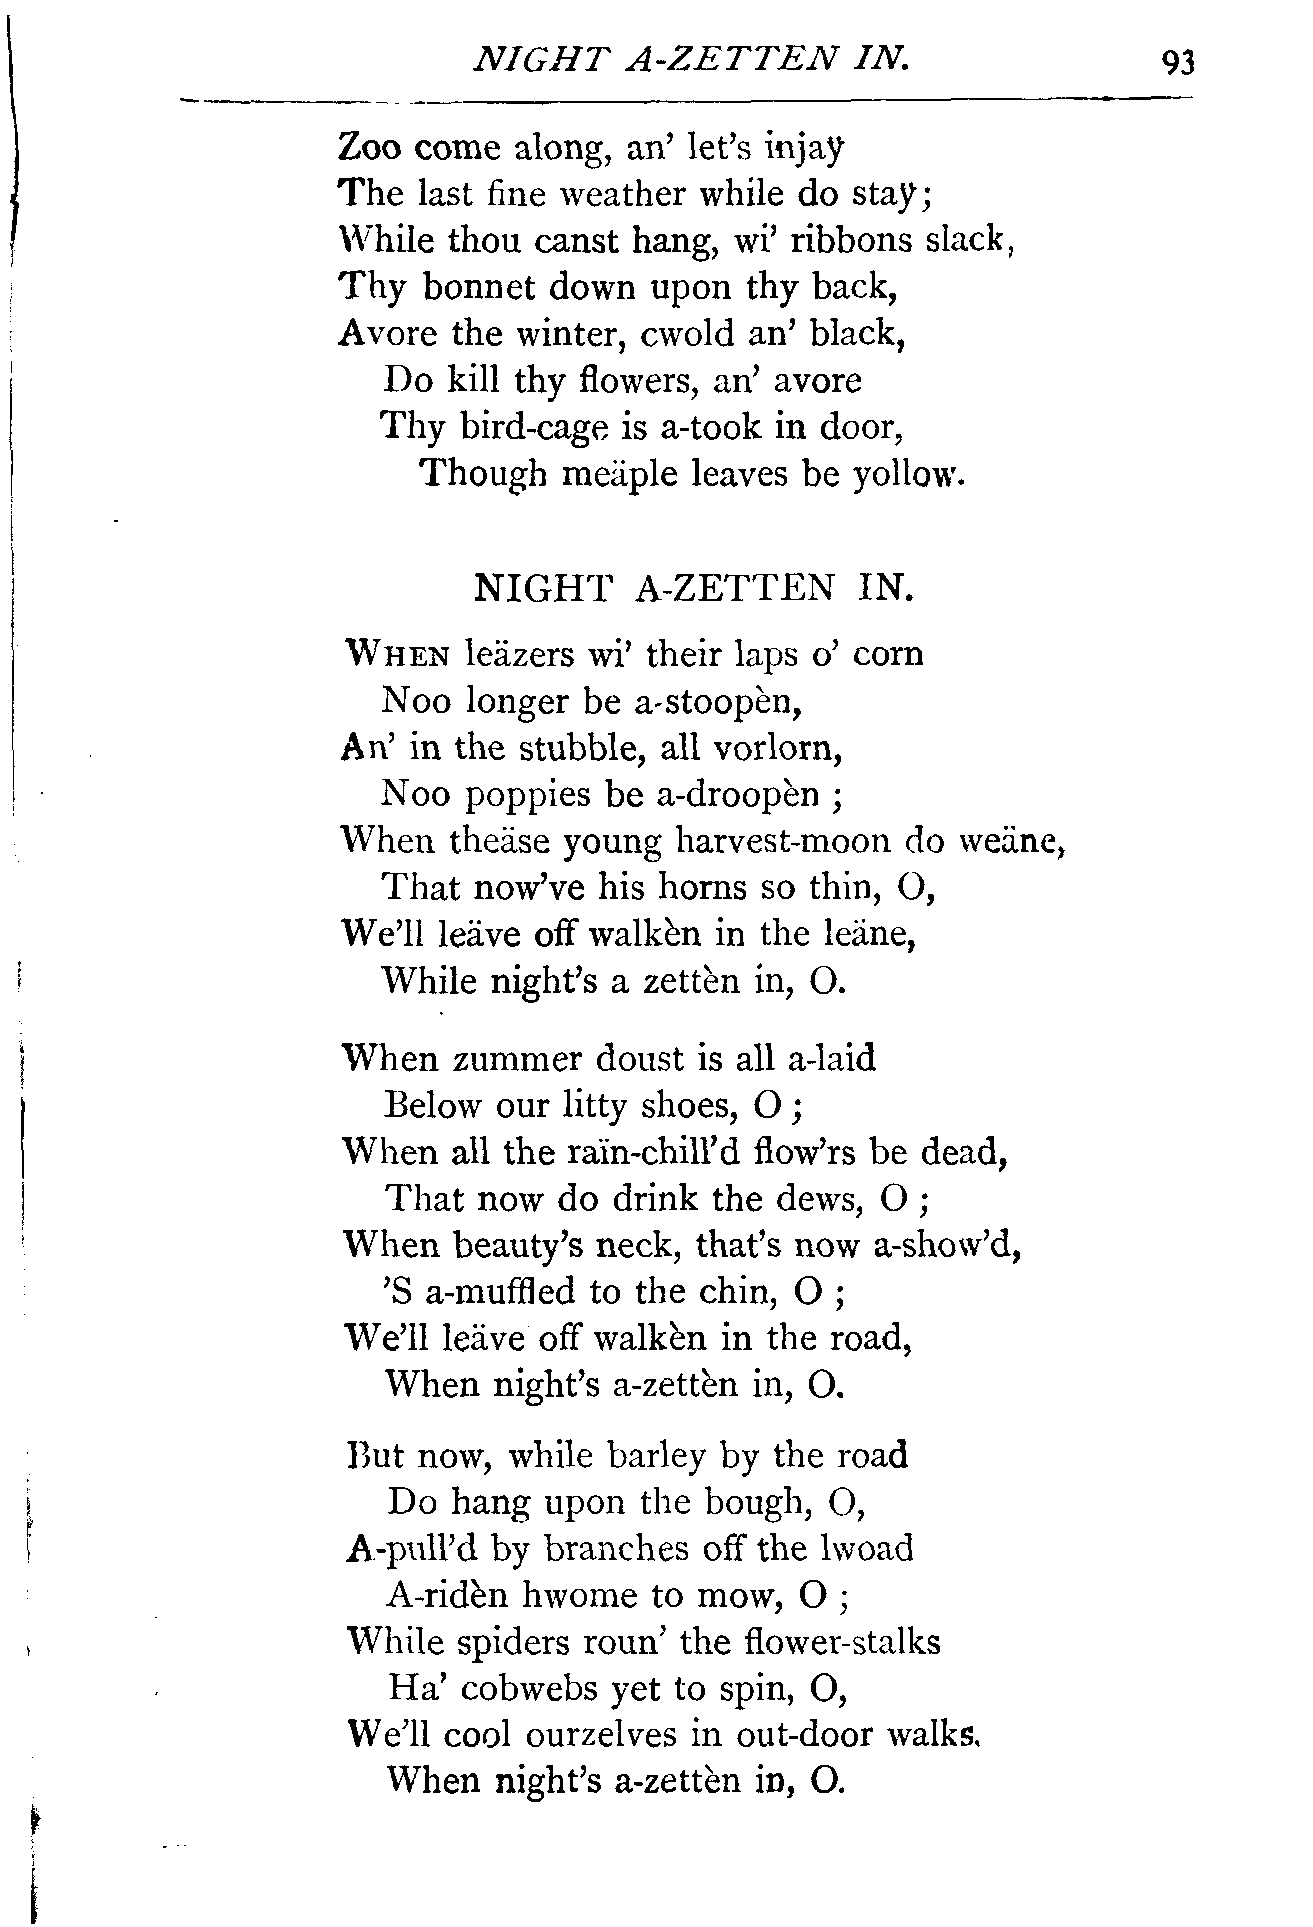 NIGHT A-ZETTEN IN. 93
Zoo come along, an' let's injay
The last fine weather while do stay;
While thou canst hang, wi' ribbons slack,
Thy bonnet down upon thy back,
Avore the winter, cwold an' black,
Do kill thy flowers, an' avore
Thy bird-cage is a-took in door,
Though meäple leaves be yollow.
NIGHT A-ZETTEN IN.
WHEN leäzers wi' their laps o' corn
Noo longer be a-stoopèn,
An' in the stubble, all vorlorn,
Noo poppies be a-droopèn ;
When theäse young harvest-moon do weäne,
That now've his horns so thin, O,
We'll leäve off walkèn in the leäne,
While night's a zettèn in, O.
When zummer doust is all a-laid
Below our litty shoes, O ;
When all the raïn-chill'd flow'rs be dead,
That now do drink the dews, O ;
When beauty's neck, that's now a-show'd,
'S a-muffled to the chin, O ;
We'll leäve off walkèn in the road,
When night's a-zettèn in, O.
But now, while barley by the road
Do hang upon the bough, O,
A-pull'd by branches off the lwoad
A-ridèn hwome to mow, O ;
While spiders roun' the flower-stalks
Ha' cobwebs yet to spin, O,
We'll cool ourzelves in out-door walks,
When night's a-zettèn in, O.